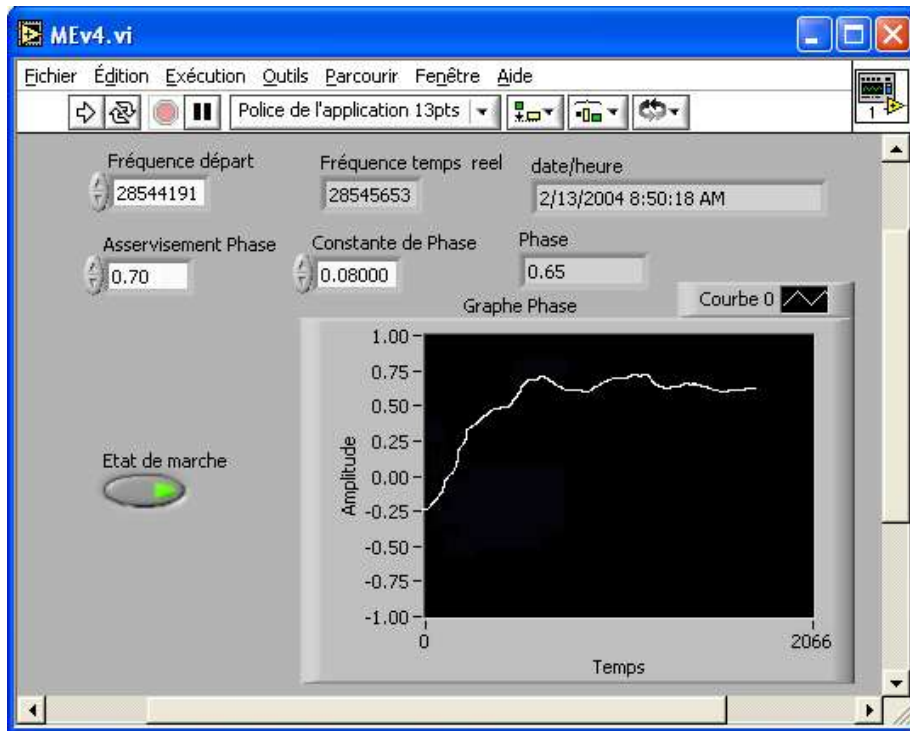 MEv4.vi
Fichier Édition Exécution Outils Parcourir Fenêtre Aide
Police de l'application 13pts
1
Fréquence départ
28544191
Fréquence temps reel
28545653
date/heure
2/13/2004 8:50:18 AM
Asservisement Phase
0.70
Constante de Phase
0.08000
Phase
0.65
Graphe Phase
Courbe 0
Etat de marche
Amplitude
1.00
0.75
0.50
0.25
0.00
-0.25
-0.50
-0.75
-1.00
0 2066
Temps